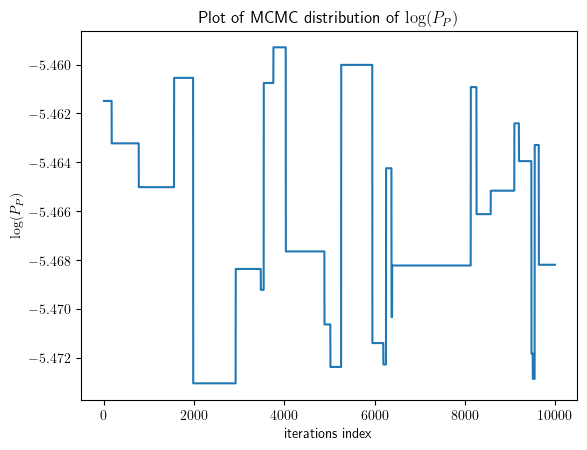 Plot of MCMC distribution of log(P_P)
−5.460
−5.462
−5.464
−5.466
−5.468
−5.470
−5.472
log(P_P)
0 2000 4000 6000 8000 10000
iterations index